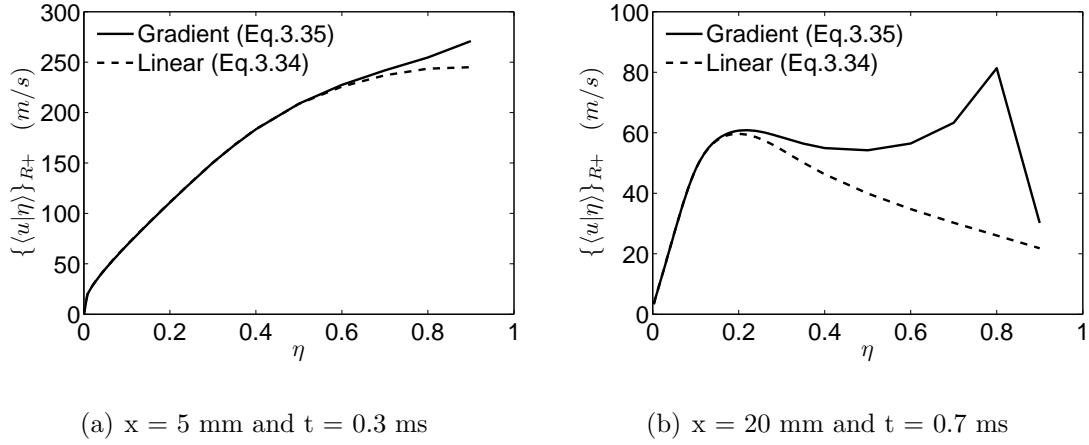 300
250
200
150
100
50
0
{⟨u|η⟩}R+ (m/s)
Gradient (Eq.3.35)
Linear (Eq.3.34)
0 0.2 0.4 0.6 0.8 1
η
(a) x = 5 mm and t = 0.3 ms
100
80
60
40
20
0
{⟨u|η⟩}R+ (m/s)
Gradient (Eq.3.35)
Linear (Eq.3.34)
0 0.2 0.4 0.6 0.8 1
η
(b) x = 20 mm and t = 0.7 ms